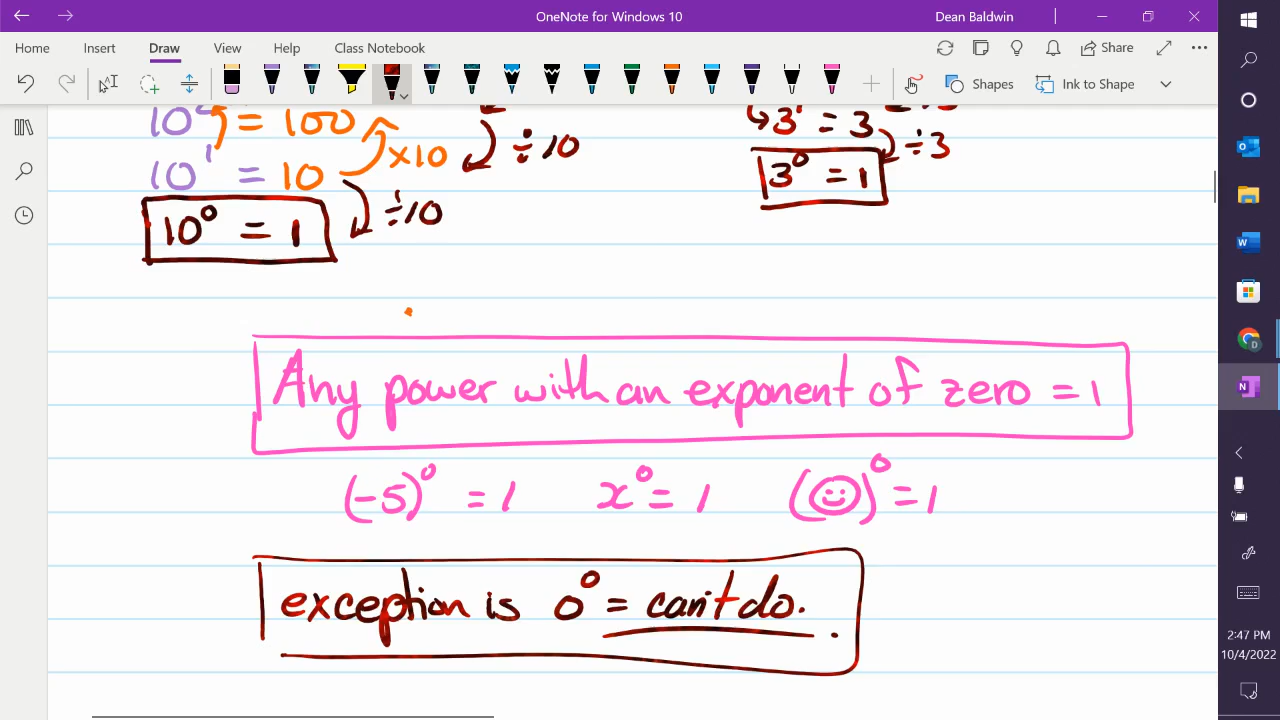 OneNote for Windows 10
Dean Baldwin
Home Insert Draw View Help Class Notebook
Share
Shapes Ink to Shape
= 100
×10
÷10
10¹ = 10
÷10
10⁰ = 1
↳3¹ = 3
÷3
3⁰ = 1
Any power with an exponent of zero = 1
(-5)⁰ = 1 x⁰ = 1 (☺)⁰ = 1
exception is 0⁰ = can't do.
2:47 PM
10/4/2022